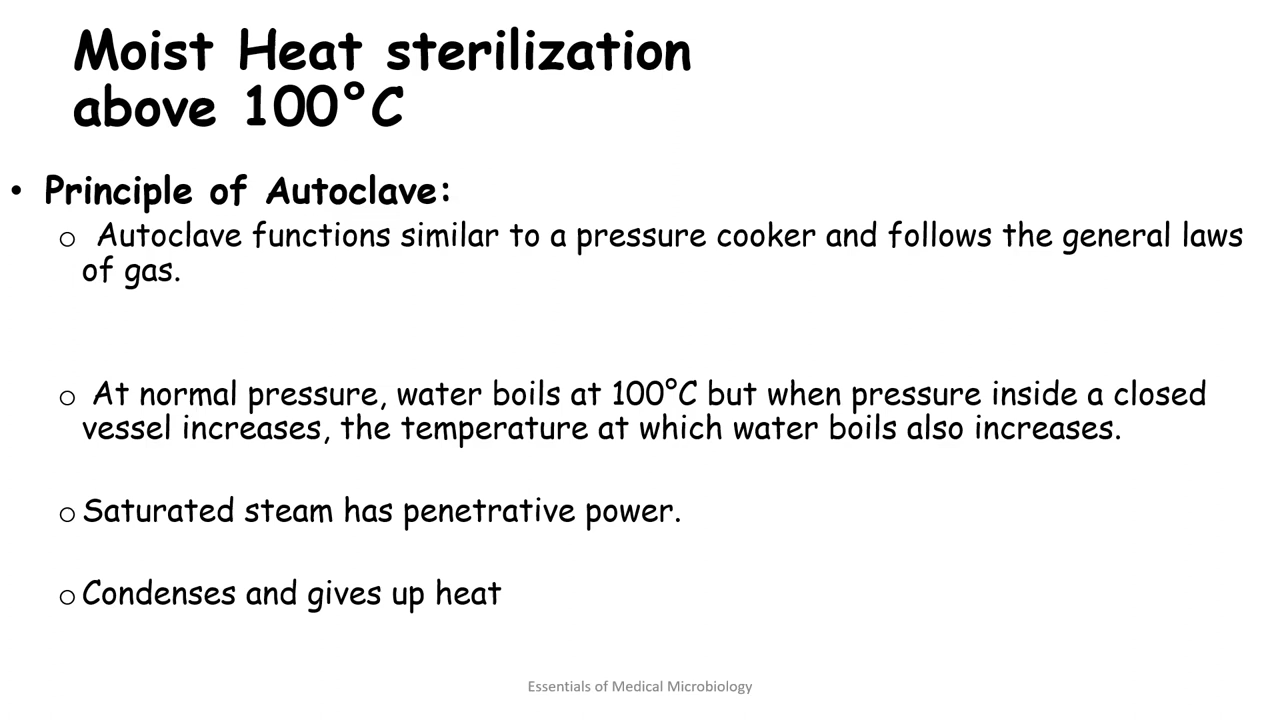 Moist Heat sterilization
above 100°C
• Principle of Autoclave:
o Autoclave functions similar to a pressure cooker and follows the general laws
of gas.
o At normal pressure, water boils at 100°C but when pressure inside a closed
vessel increases, the temperature at which water boils also increases.
o Saturated steam has penetrative power.
o Condenses and gives up heat
Essentials of Medical Microbiology